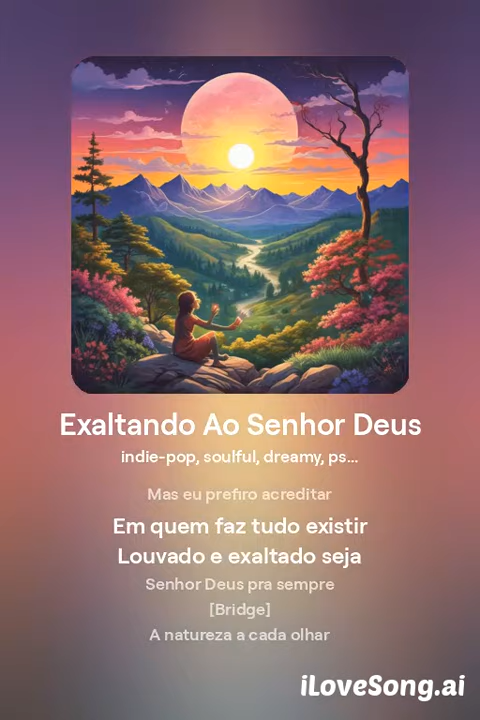 Exaltando Ao Senhor Deus
indie-pop, soulful, dreamy, ps...
Mas eu prefiro acreditar
Em quem faz tudo existir
Louvado e exaltado seja
Senhor Deus pra sempre
[Bridge]
A natureza a cada olhar
iLoveSong.ai